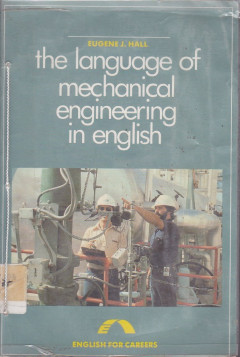 EUGENE J. HALL
the language of
mechanical
engineering
in english
ENGLISH FOR CAREERS